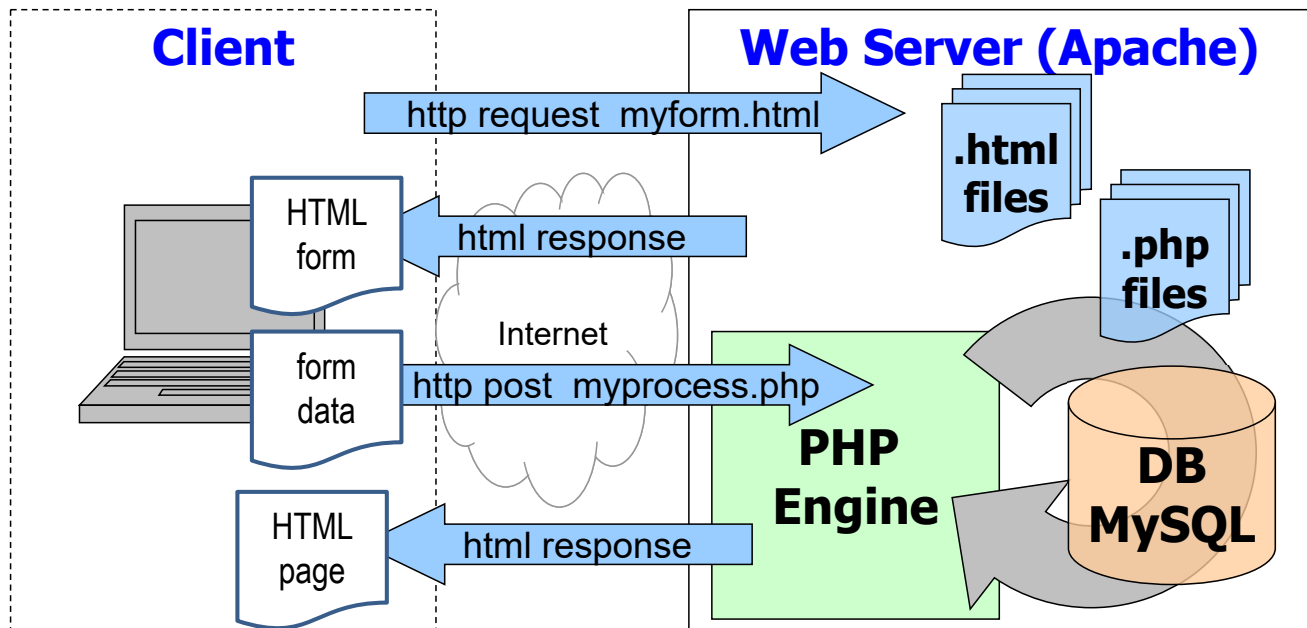 Client
Web Server (Apache)
http request myform.html
.html
files
HTML
form
html response
.php
files
Internet
form
data
http post myprocess.php
PHP
Engine
DB
MySQL
HTML
page
html response